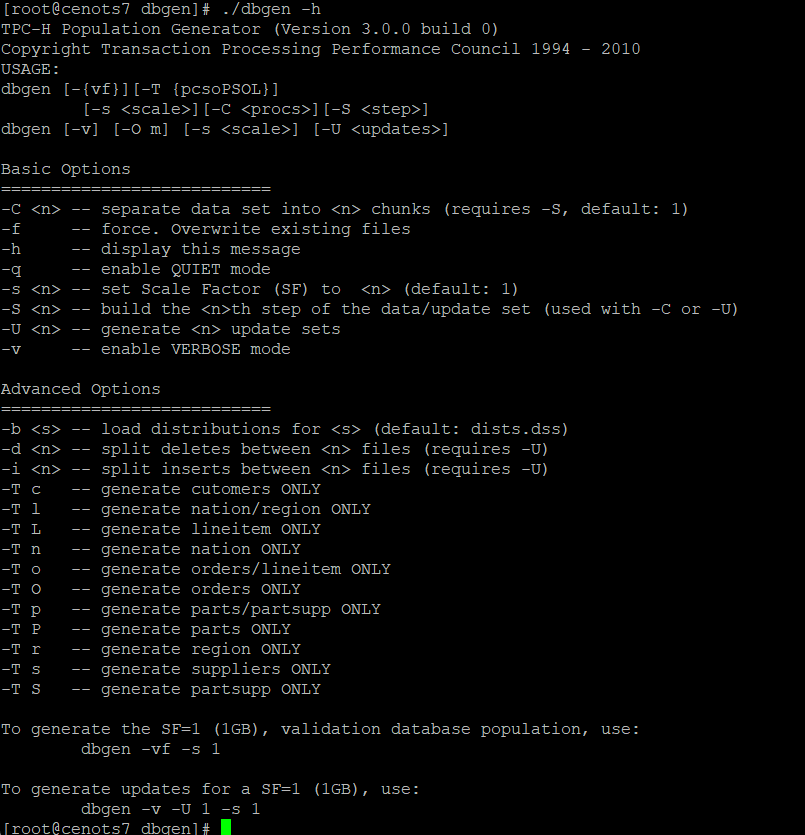 [root@cenots7 dbgen]# ./dbgen -h
TPC-H Population Generator (Version 3.0.0 build 0)
Copyright Transaction Processing Performance Council 1994 - 2010
USAGE:
dbgen [-{vf}][-T {pcsoPSOL}]
        [-s <scale>][-C <procs>][-S <step>]
dbgen [-v] [-O m] [-s <scale>] [-U <updates>]

Basic Options
===========================
-C <n> -- separate data set into <n> chunks (requires -S, default: 1)
-f     -- force. Overwrite existing files
-h     -- display this message
-q     -- enable QUIET mode
-s <n> -- set Scale Factor (SF) to  <n> (default: 1)
-S <n> -- build the <n>th step of the data/update set (used with -C or -U)
-U <n> -- generate <n> update sets
-v     -- enable VERBOSE mode

Advanced Options
===========================
-b <s> -- load distributions for <s> (default: dists.dss)
-d <n> -- split deletes between <n> files (requires -U)
-i <n> -- split inserts between <n> files (requires -U)
-T c   -- generate cutomers ONLY
-T l   -- generate nation/region ONLY
-T L   -- generate lineitem ONLY
-T n   -- generate nation ONLY
-T o   -- generate orders/lineitem ONLY
-T O   -- generate orders ONLY
-T p   -- generate parts/partsupp ONLY
-T P   -- generate parts ONLY
-T r   -- generate region ONLY
-T s   -- generate suppliers ONLY
-T S   -- generate partsupp ONLY

To generate the SF=1 (1GB), validation database population, use:
        dbgen -vf -s 1

To generate updates for a SF=1 (1GB), use:
        dbgen -v -U 1 -s 1
[root@cenots7 dbgen]#